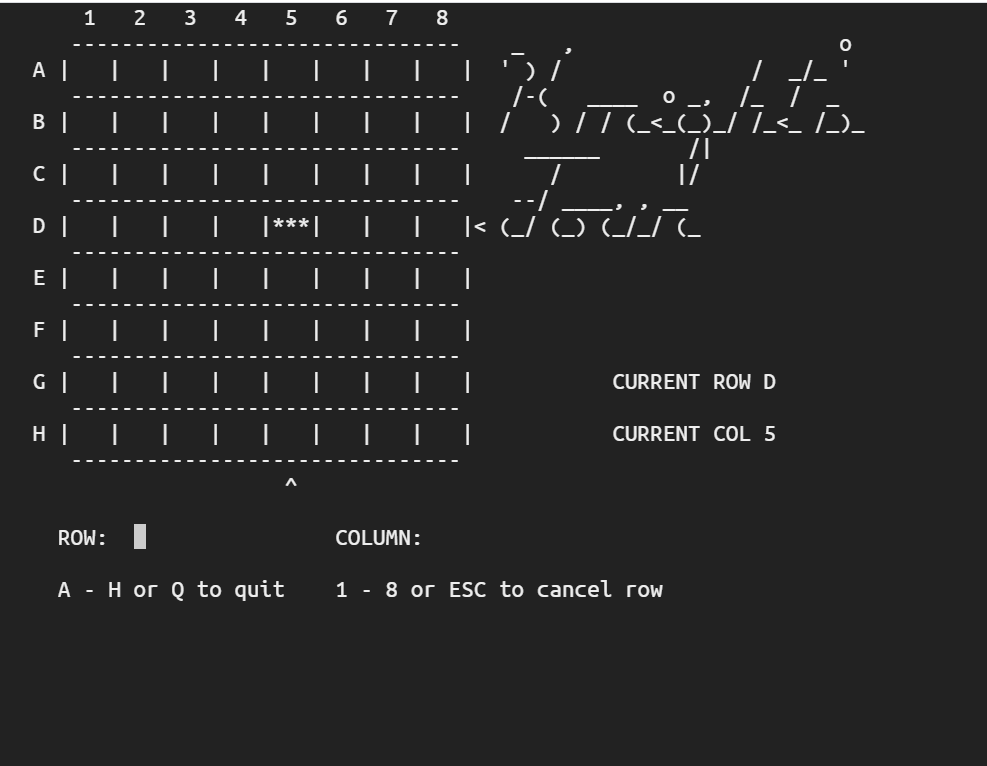 1 2 3 4 5 6 7 8
A
B
C
D |***| <
E
F
G CURRENT ROW D
H CURRENT COL 5
^
ROW: COLUMN:
A - H or Q to quit 1 - 8 or ESC to cancel row